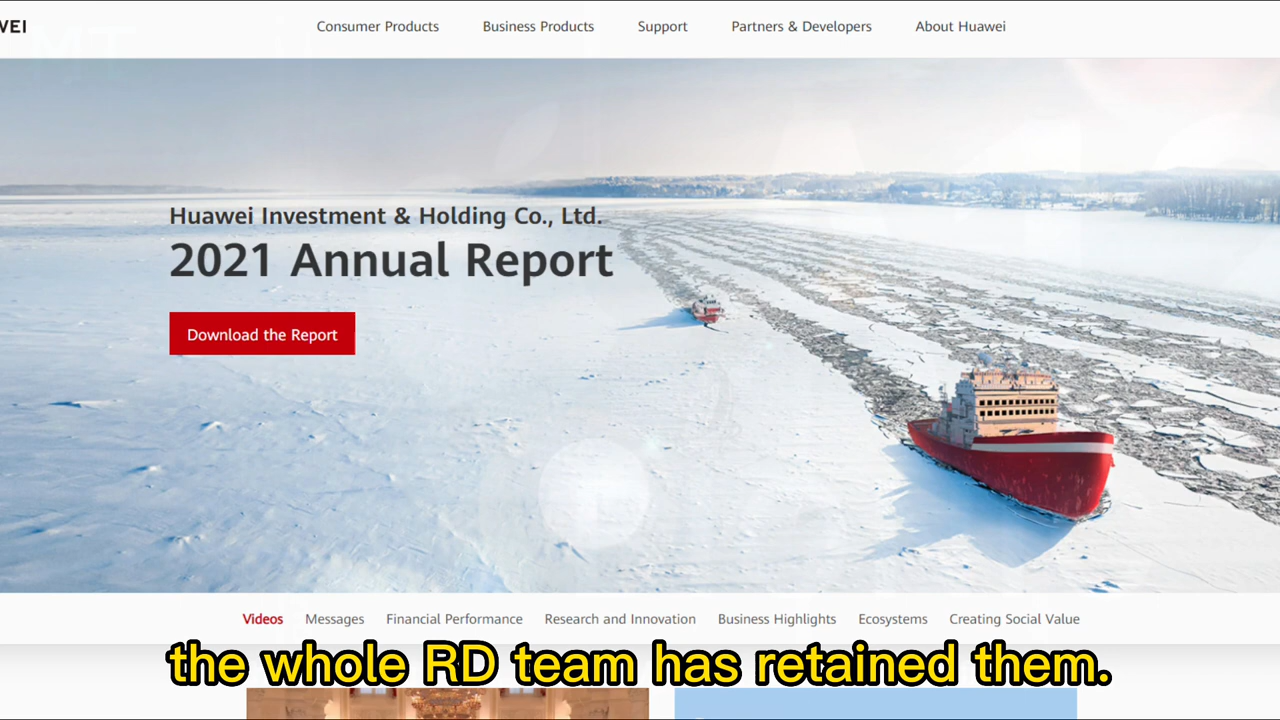 WEI
Consumer Products Business Products Support Partners & Developers About Huawei
Huawei Investment & Holding Co., Ltd.
2021 Annual Report
Download the Report
Videos Messages Financial Performance Research and Innovation Business Highlights Ecosystems Creating Social Value
the whole RD team has retained them.